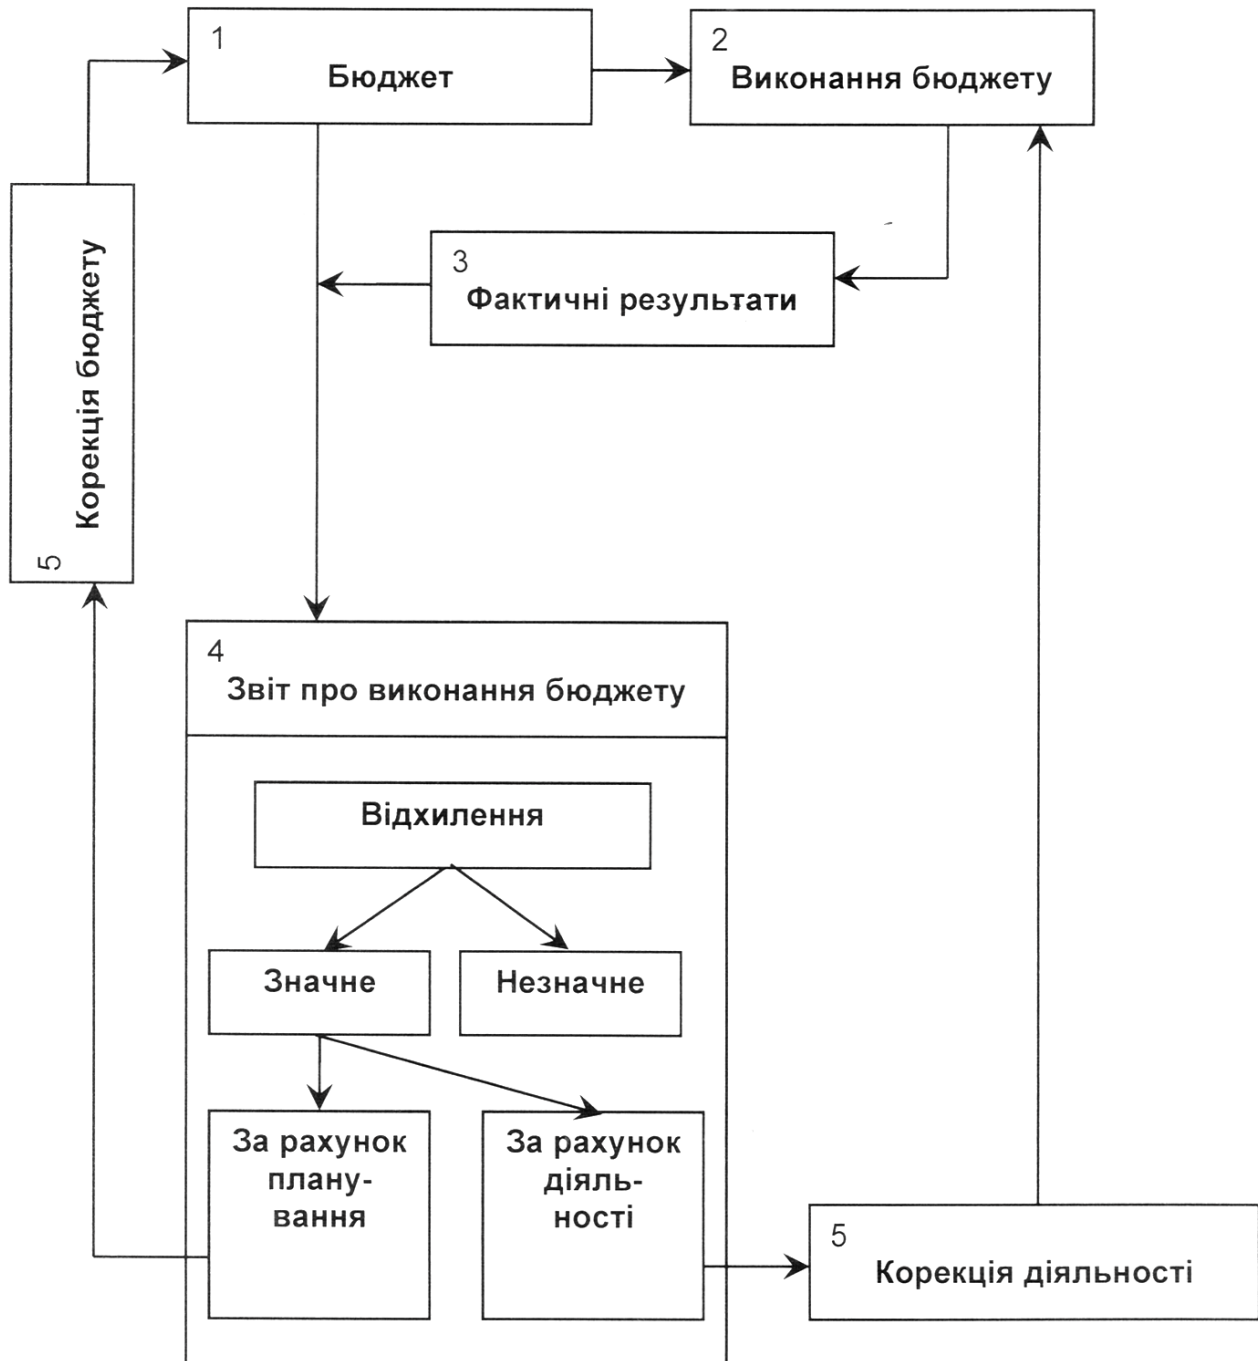 1
Бюджет
2
Виконання бюджету
3
Фактичні результати
5
Корекція бюджету
4
Звіт про виконання бюджету
Відхилення
Значне
Незначне
За рахунок
плану-
вання
За рахунок
діяль-
ності
5
Корекція діяльності